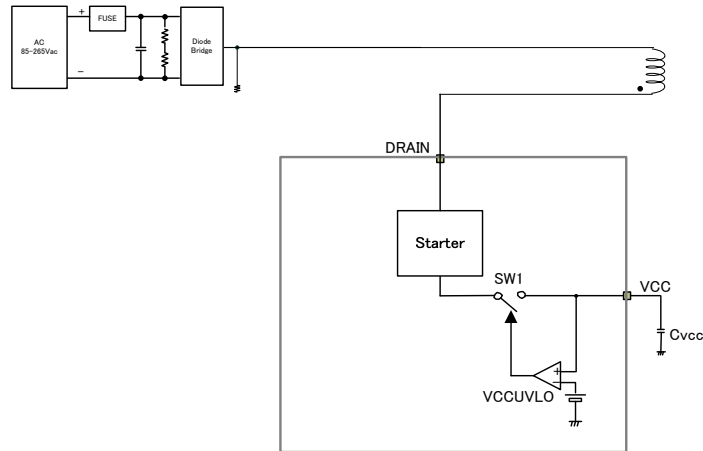 +
FUSE
AC
85-265Vac
Diode
Bridge
−
DRAIN
Starter
SW1
VCC
Cvcc
+
−
VCCUVLO